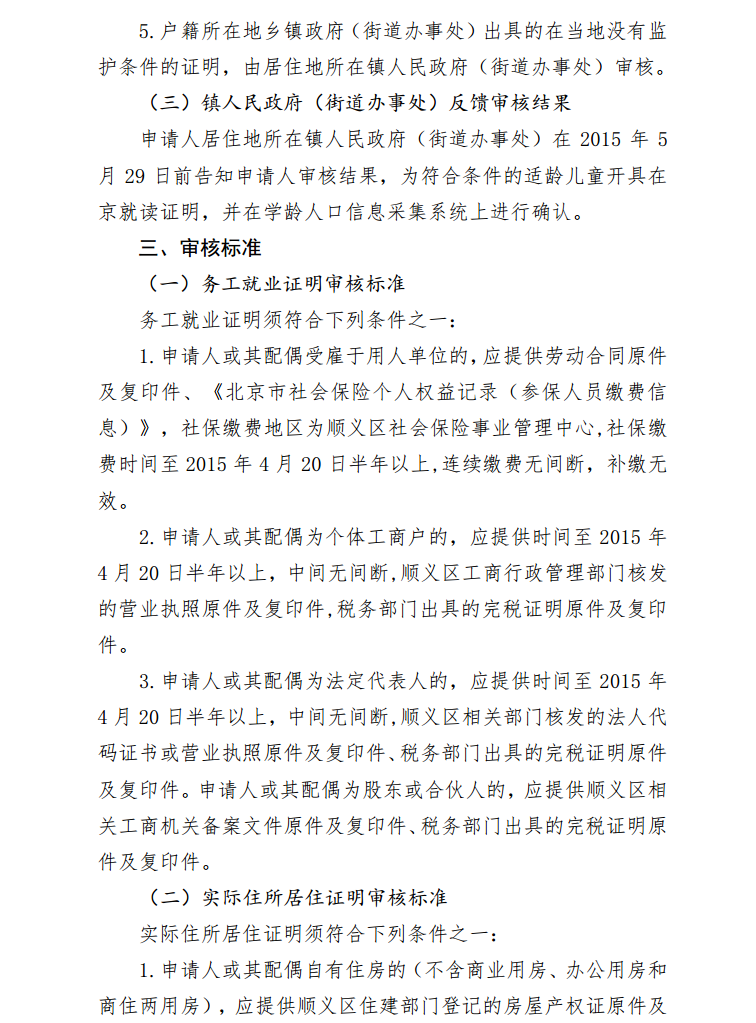 5.户籍所在地乡镇政府（街道办事处）出具的在当地没有监
护条件的证明，由居住地所在镇人民政府（街道办事处）审核。
（三）镇人民政府（街道办事处）反馈审核结果
申请人居住地所在镇人民政府（街道办事处）在 2015 年 5
月 29 日前告知申请人审核结果，为符合条件的适龄儿童开具在
京就读证明，并在学龄人口信息采集系统上进行确认。
三、审核标准
（一）务工就业证明审核标准
务工就业证明须符合下列条件之一：
1.申请人或其配偶受雇于用人单位的,应提供劳动合同原件
及复印件、《北京市社会保险个人权益记录（参保人员缴费信
息）》，社保缴费地区为顺义区社会保险事业管理中心,社保缴
费时间至 2015 年 4 月 20 日半年以上,连续缴费无间断，补缴无
效。
2.申请人或其配偶为个体工商户的，应提供时间至 2015 年
4 月 20 日半年以上，中间无间断,顺义区工商行政管理部门核发
的营业执照原件及复印件,税务部门出具的完税证明原件及复印
件。
3.申请人或其配偶为法定代表人的，应提供时间至 2015 年
4 月 20 日半年以上，中间无间断,顺义区相关部门核发的法人代
码证书或营业执照原件及复印件、税务部门出具的完税证明原件
及复印件。申请人或其配偶为股东或合伙人的，应提供顺义区相
关工商机关备案文件原件及复印件、税务部门出具的完税证明原
件及复印件。
（二）实际住所居住证明审核标准
实际住所居住证明须符合下列条件之一：
1.申请人或其配偶自有住房的（不含商业用房、办公用房和
商住两用房），应提供顺义区住建部门登记的房屋产权证原件及